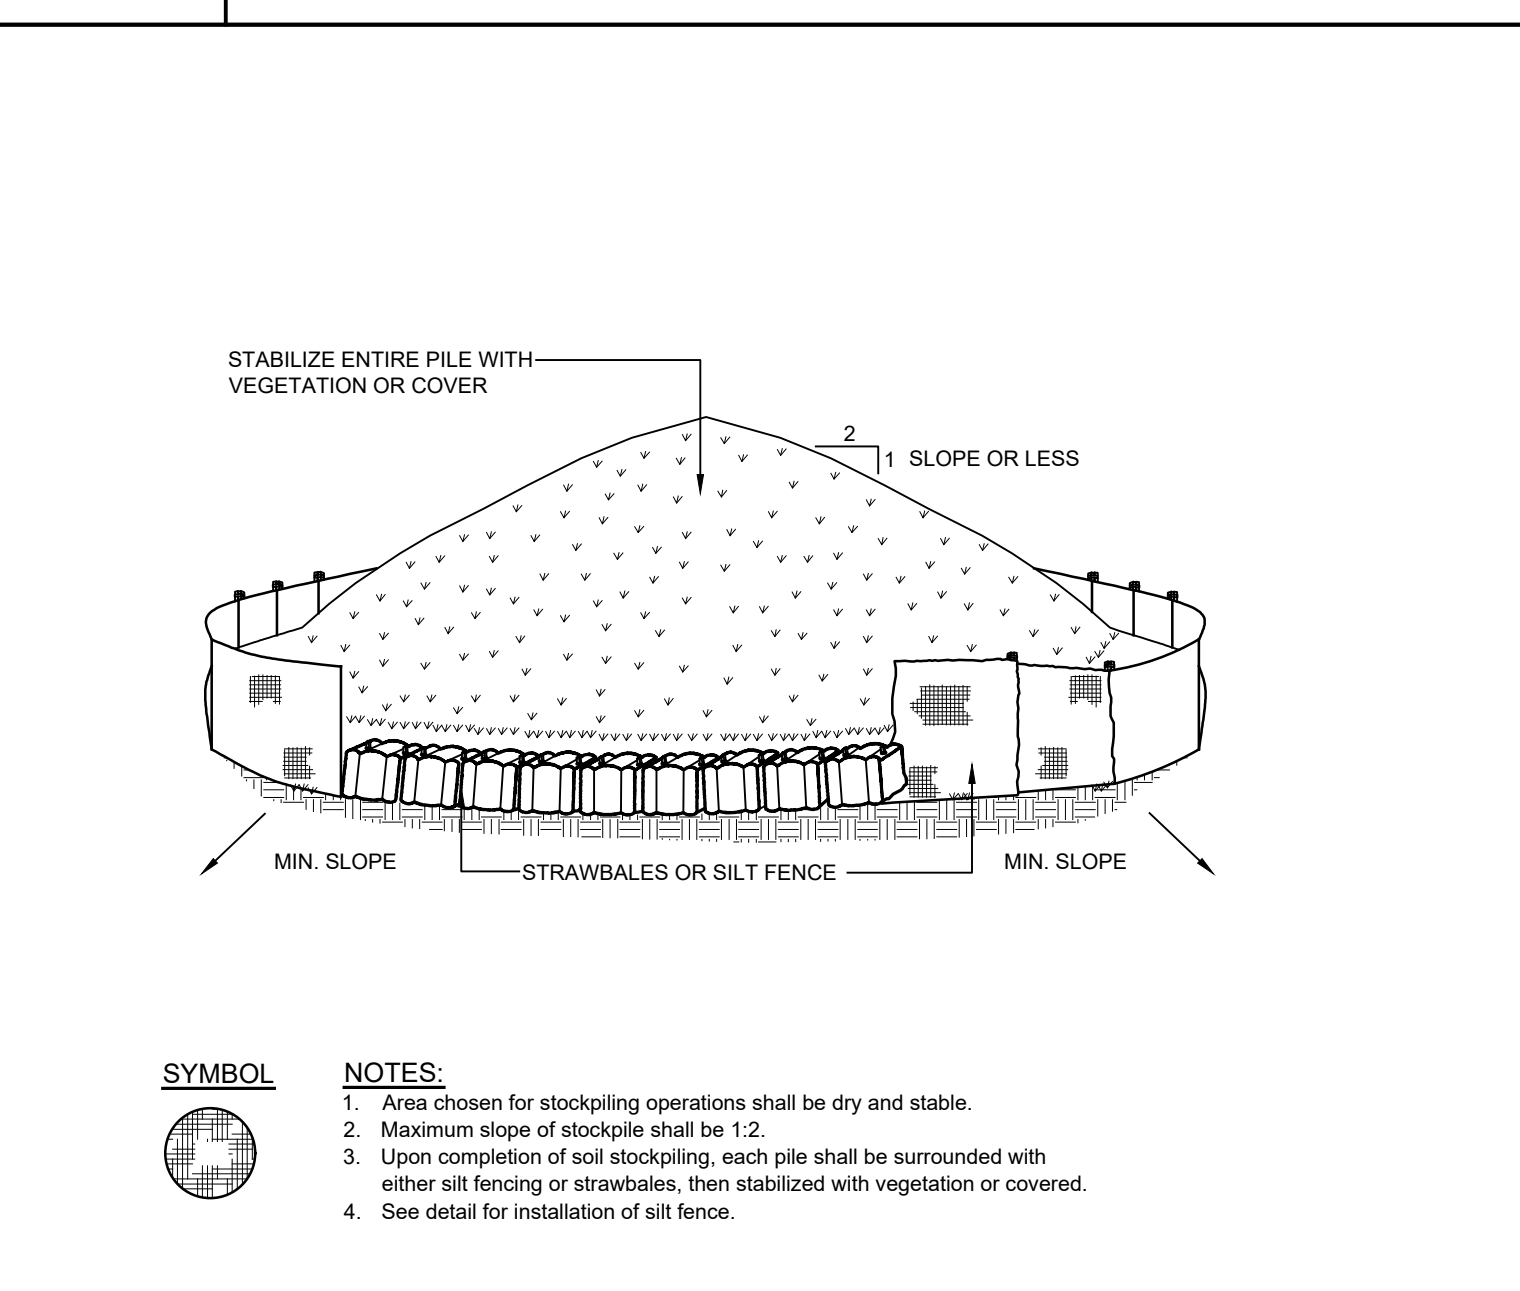 STABILIZE ENTIRE PILE WITH
VEGETATION OR COVER
2
1 SLOPE OR LESS
MIN. SLOPE
STRAWBALES OR SILT FENCE
MIN. SLOPE
SYMBOL
NOTES:
1. Area chosen for stockpiling operations shall be dry and stable.
2. Maximum slope of stockpile shall be 1:2.
3. Upon completion of soil stockpiling, each pile shall be surrounded with
either silt fencing or strawbales, then stabilized with vegetation or covered.
4. See detail for installation of silt fence.